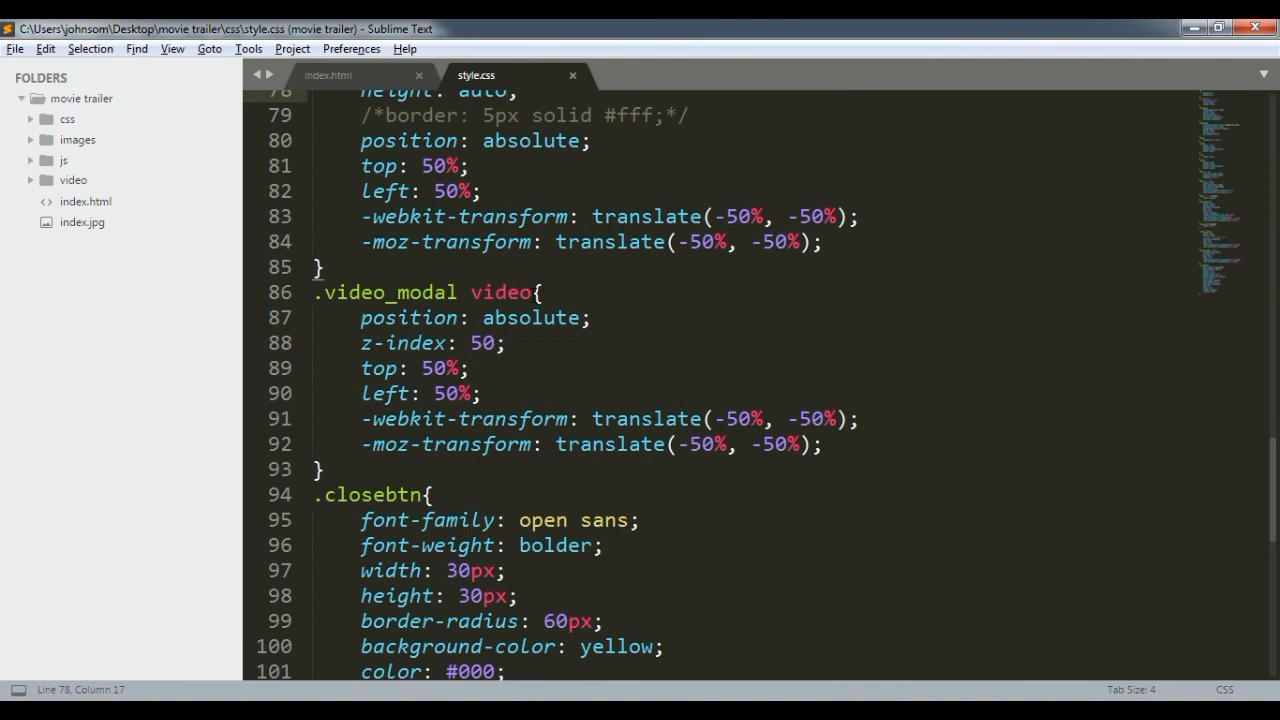 C:\Users\johnsom\Desktop\movie trailer\css\style.css (movie trailer) - Sublime Text
File Edit Selection Find View Goto Tools Project Preferences Help
FOLDERS
movie trailer
css
images
js
video
index.html
index.jpg
index.html × style.css ×
78 height: auto;
79 /*border: 5px solid #fff;*/
80 position: absolute;
81 top: 50%;
82 left: 50%;
83 -webkit-transform: translate(-50%, -50%);
84 -moz-transform: translate(-50%, -50%);
85 }
86 .video_modal video{
87 position: absolute;
88 z-index: 50;
89 top: 50%;
90 left: 50%;
91 -webkit-transform: translate(-50%, -50%);
92 -moz-transform: translate(-50%, -50%);
93 }
94 .closebtn{
95 font-family: open sans;
96 font-weight: bolder;
97 width: 30px;
98 height: 30px;
99 border-radius: 60px;
100 background-color: yellow;
101 color: #000;
Line 78, Column 17
Tab Size: 4
CSS